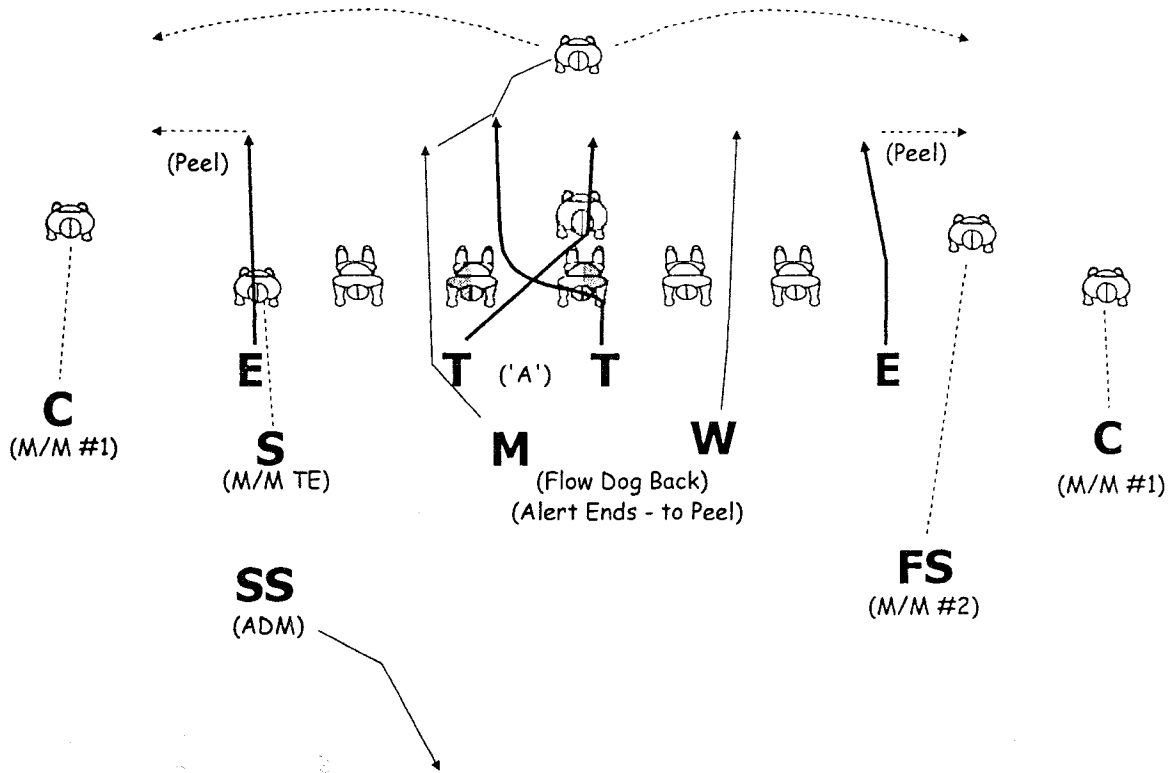 (Peel)
(Peel)
E
T
('A')
T
E
C
(M/M #1)
S
(M/M TE)
M
(Flow Dog Back)
(Alert Ends - to Peel)
W
C
(M/M #1)
SS
(ADM)
FS
(M/M #2)